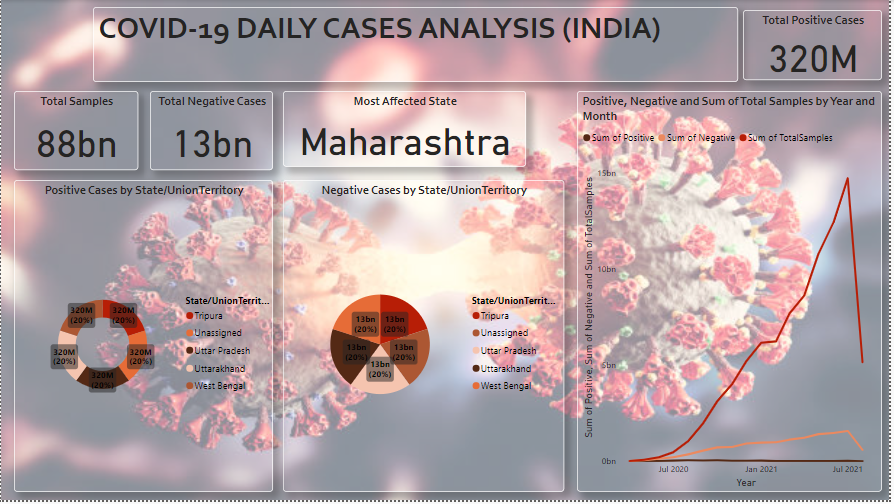 COVID-19 DAILY CASES ANALYSIS (INDIA)
Total Positive Cases
320M
Total Samples
88bn
Total Negative Cases
13bn
Most Affected State
Maharashtra
Positive, Negative and Sum of Total Samples by Year and
Month
Sum of Positive Sum of Negative Sum of TotalSamples
Sum of Positive, Sum of Negative and Sum of TotalSamples
15bn
10bn
5bn
0bn
Jul 2020 Jan 2021 Jul 2021
Year
Positive Cases by State/UnionTerritory
320M
(20%)
320M
(20%)
320M
(20%)
320M
(20%)
320M
(20%)
State/UnionTerrit...
Tripura
Unassigned
Uttar Pradesh
Uttarakhand
West Bengal
Negative Cases by State/UnionTerritory
13bn
(20%)
13bn
(20%)
13bn
(20%)
13bn
(20%)
13bn
(20%)
State/UnionTerrit...
Tripura
Unassigned
Uttar Pradesh
Uttarakhand
West Bengal